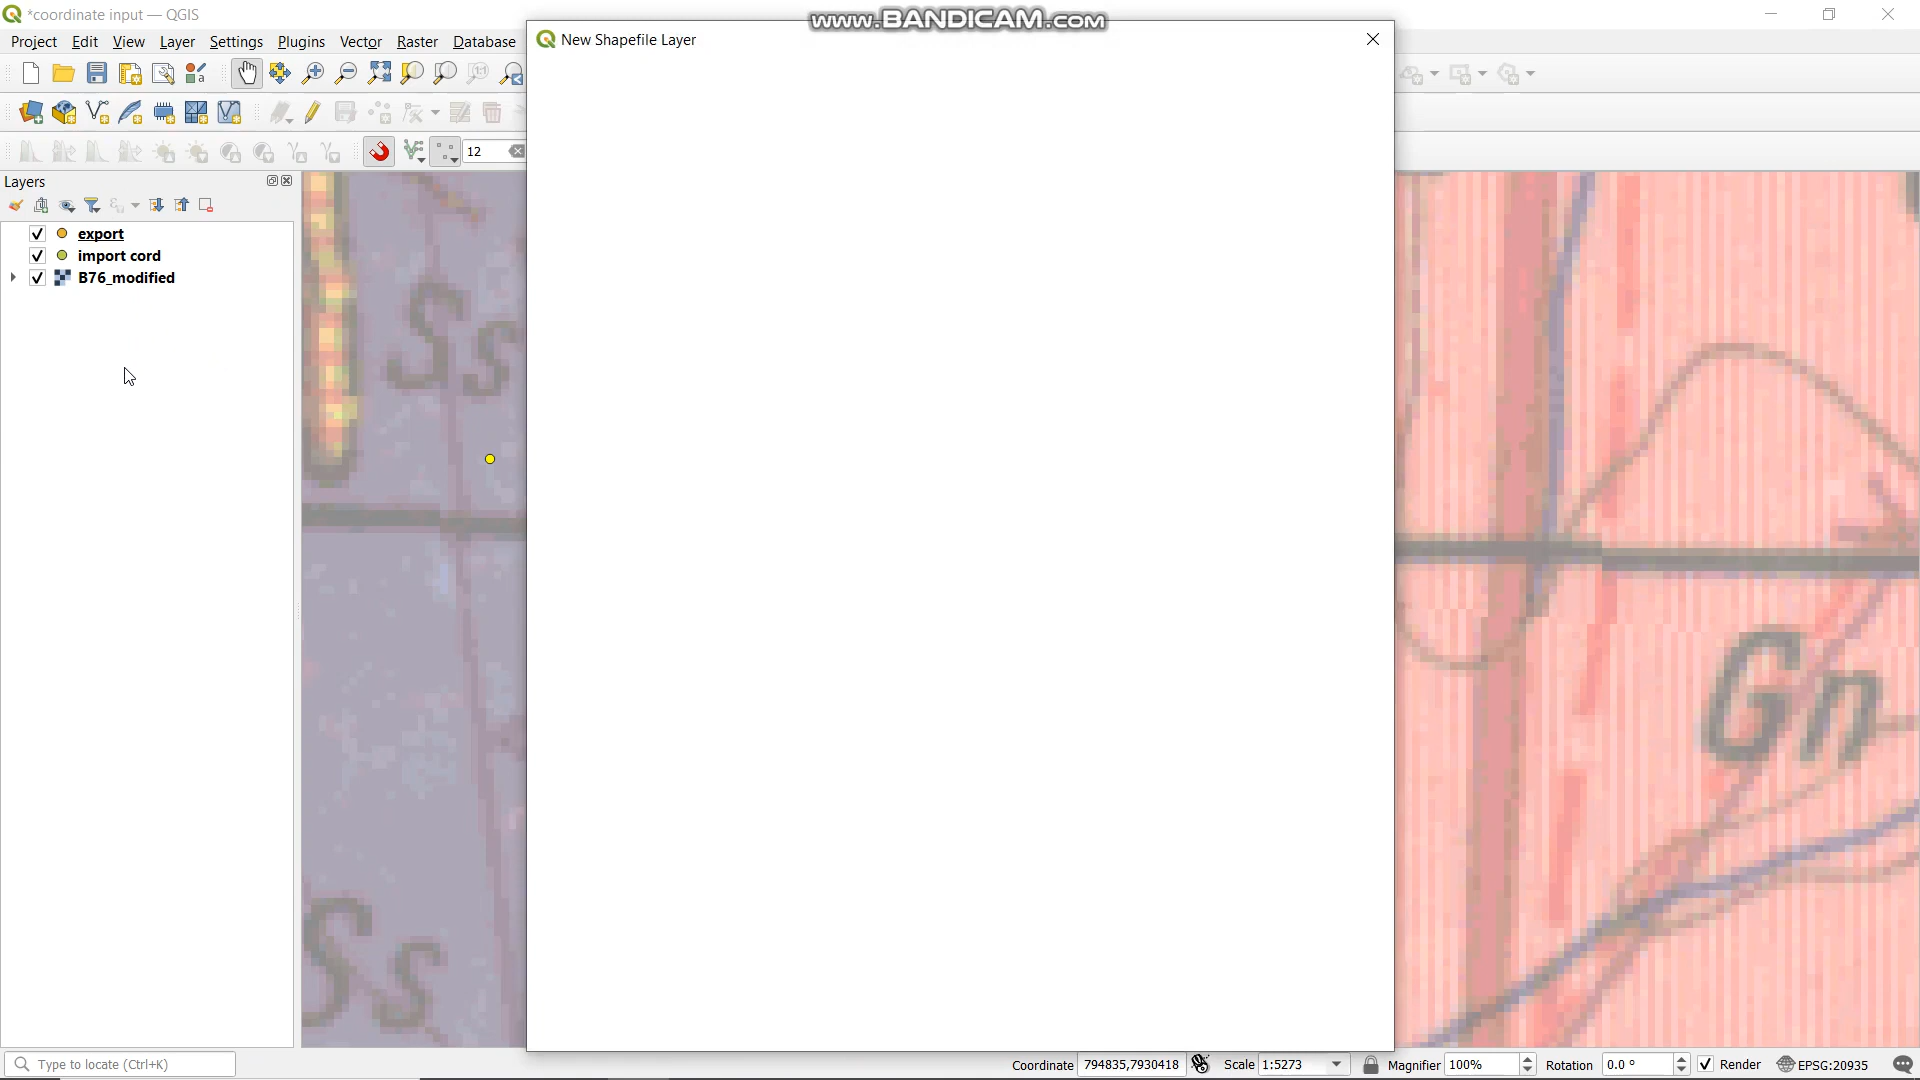 *coordinate input — QGIS
www.BANDICAM.com
New Shapefile Layer
Project Edit View Layer Settings Plugins Vector Raster Database
12
Layers
export
import cord
B76_modified
Ss
Gn
Ss
Type to locate (Ctrl+K)
Coordinate 794835,7930418 Scale 1:5273 Magnifier 100% Rotation 0.0 ° Render EPSG:20935